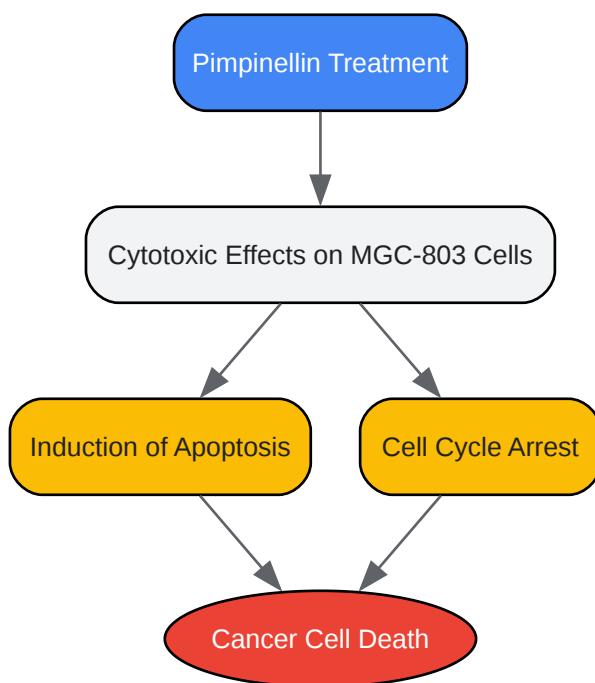 Pimpinellin Treatment
Cytotoxic Effects on MGC-803 Cells
Induction of Apoptosis
Cell Cycle Arrest
Cancer Cell Death